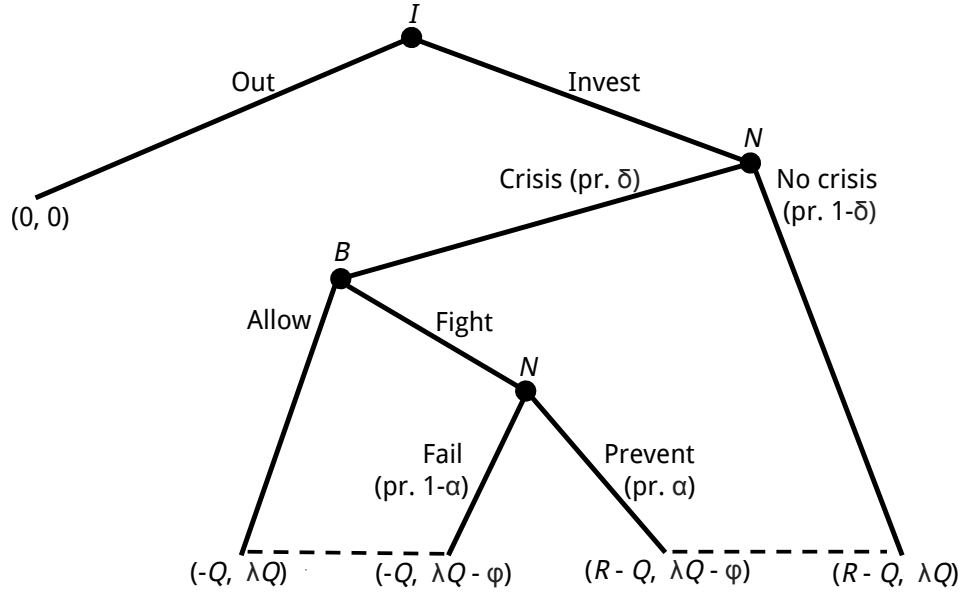 I
Out
Invest
N
Crisis (pr. δ)
No crisis
(pr. 1-δ)
(0, 0)
B
Allow
Fight
N
Fail
(pr. 1-α)
Prevent
(pr. α)
(-Q, λQ)
(-Q, λQ - φ)
(R - Q, λQ - φ)
(R - Q, λQ)